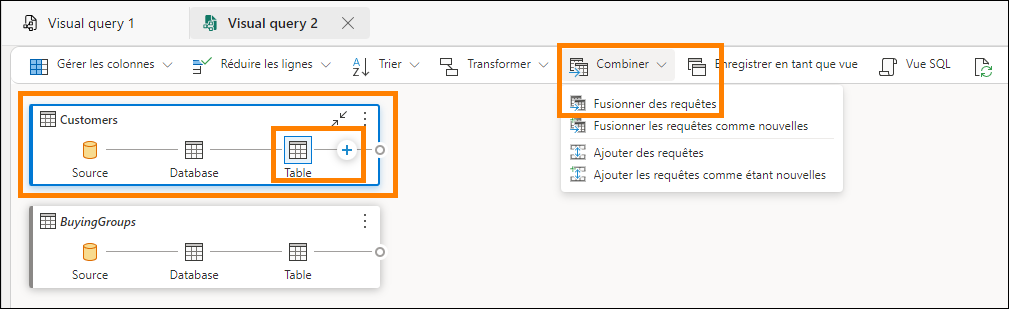 Visual query 1
Visual query 2
Gérer les colonnes
Réduire les lignes
Trier
Transformer
Combiner
Enregistrer en tant que vue
Vue SQL
Fusionner des requêtes
Fusionner les requêtes comme nouvelles
Ajouter des requêtes
Ajouter les requêtes comme étant nouvelles
Customers
Source
Database
Table
BuyingGroups
Source
Database
Table